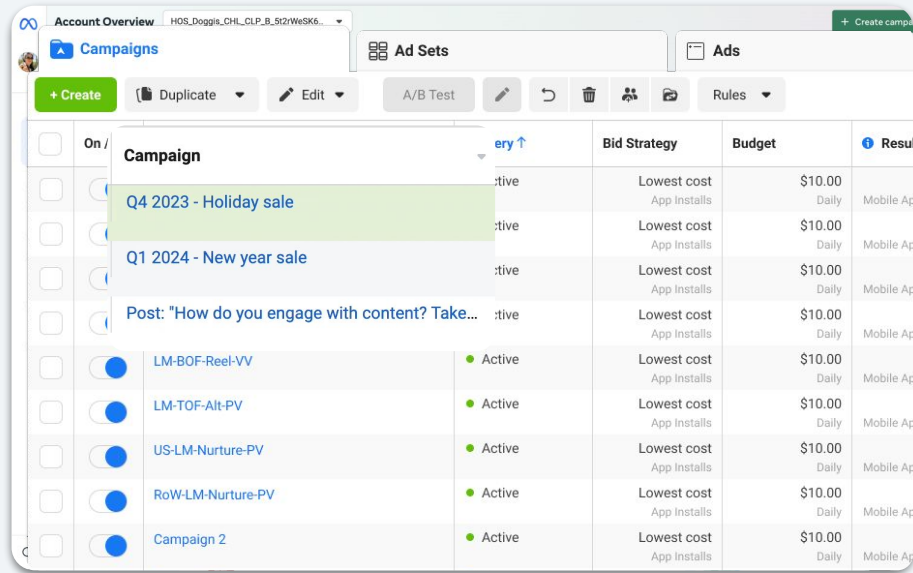 Account Overview HOS_Doggis_CHL_CLP_B_5t2rWeSK6..
+ Create campa
Campaigns Ad Sets Ads
+ Create Duplicate Edit A/B Test Rules
On / ery ↑ Bid Strategy Budget Resul
Campaign
ctive Lowest cost $10.00
App Installs Daily Mobile Ap
Q4 2023 - Holiday sale
ctive Lowest cost $10.00
App Installs Daily Mobile Ap
Q1 2024 - New year sale
ctive Lowest cost $10.00
App Installs Daily Mobile Ap
Post: "How do you engage with content? Take...
ctive Lowest cost $10.00
App Installs Daily Mobile Ap
LM-BOF-Reel-VV Active Lowest cost $10.00
App Installs Daily Mobile Ap
LM-TOF-Alt-PV Active Lowest cost $10.00
App Installs Daily Mobile Ap
US-LM-Nurture-PV Active Lowest cost $10.00
App Installs Daily Mobile Ap
RoW-LM-Nurture-PV Active Lowest cost $10.00
App Installs Daily Mobile Ap
Campaign 2 Active Lowest cost $10.00
App Installs Daily Mobile Ap